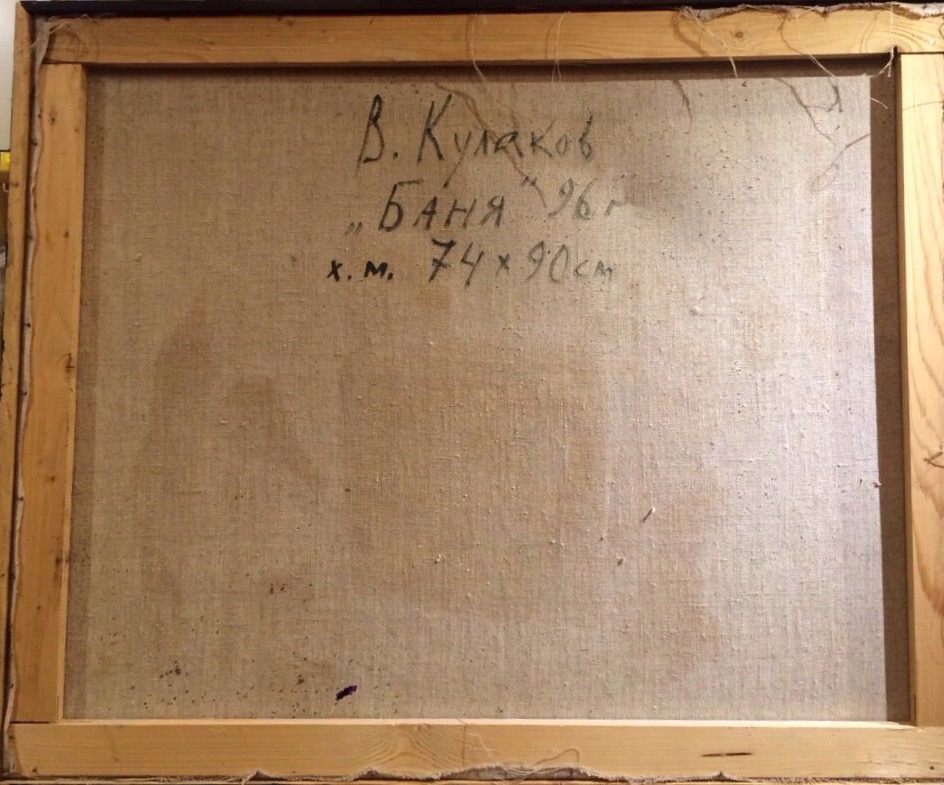 В. Кулаков
„Баня" 96 г
х. м. 74 x 90 см